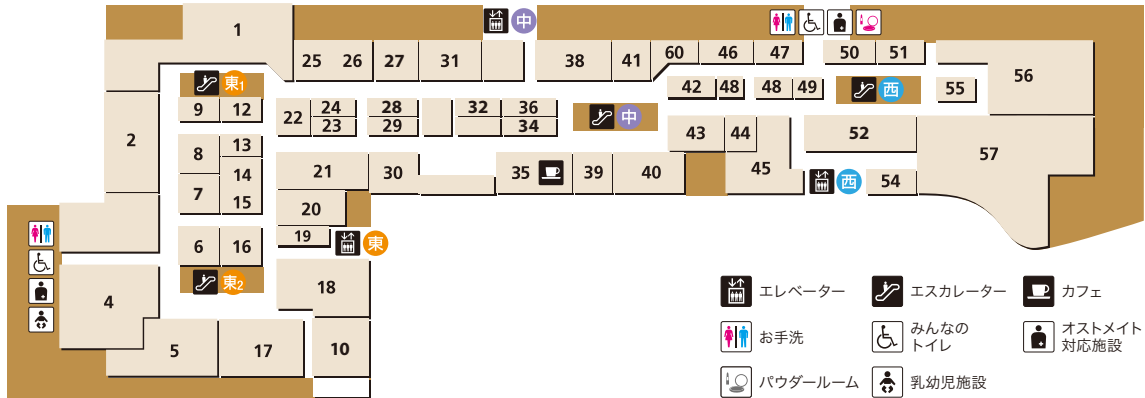 1
中
25 26 27 31 38 41 60 46 47 50 51
56
東1
9 12
22 24 28 32 36
23 29 34
中
42 48 48 49
西
55
2
8 13
14
7 15
21 30 35 39 40
43 44 45
52
57
西
54
20
19
東
6 16
東2
18
4
5 17 10
エレベーター
エスカレーター
カフェ
お手洗
みんなの
トイレ
オストメイト
対応施設
パウダールーム
乳幼児施設